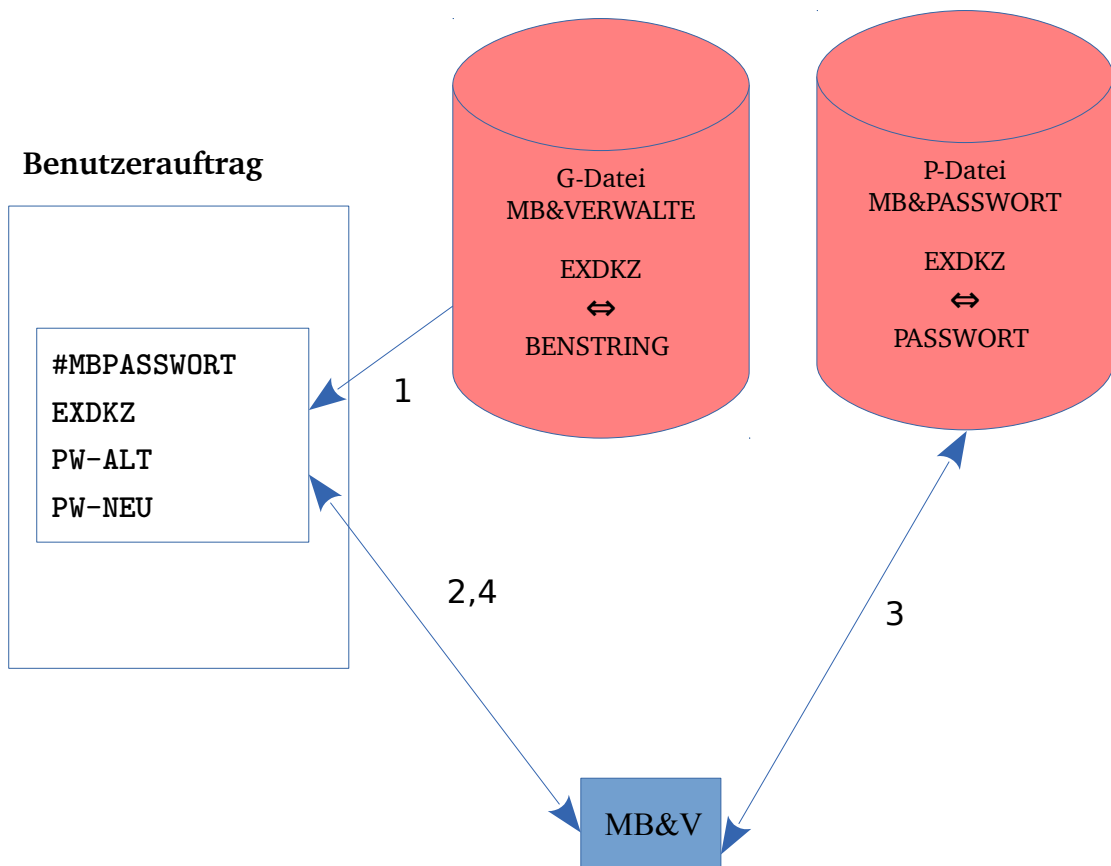 Benutzerauftrag
#MBPASSWORT
EXDKZ
PW-ALT
PW-NEU
G-Datei
MB&VERWALTE
EXDKZ
⇔
BENSTRING
P-Datei
MB&PASSWORT
EXDKZ
⇔
PASSWORT
1
2,4
3
MB&V